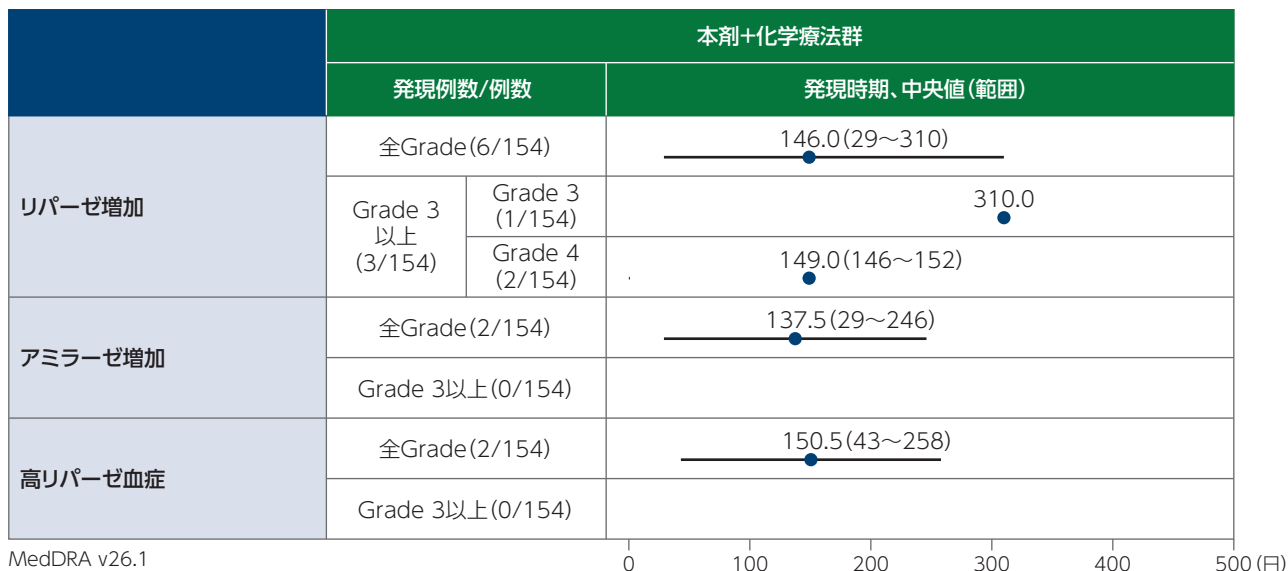 本剤+化学療法群
発現例数/例数
発現時期、中央値(範囲)
リパーゼ増加
全Grade(6/154)
146.0(29〜310)
Grade 3
以上
(3/154)
Grade 3
(1/154)
310.0
Grade 4
(2/154)
149.0(146〜152)
アミラーゼ増加
全Grade(2/154)
137.5(29〜246)
Grade 3以上(0/154)
高リパーゼ血症
全Grade(2/154)
150.5(43〜258)
Grade 3以上(0/154)
MedDRA v26.1
0 100 200 300 400 500(日)